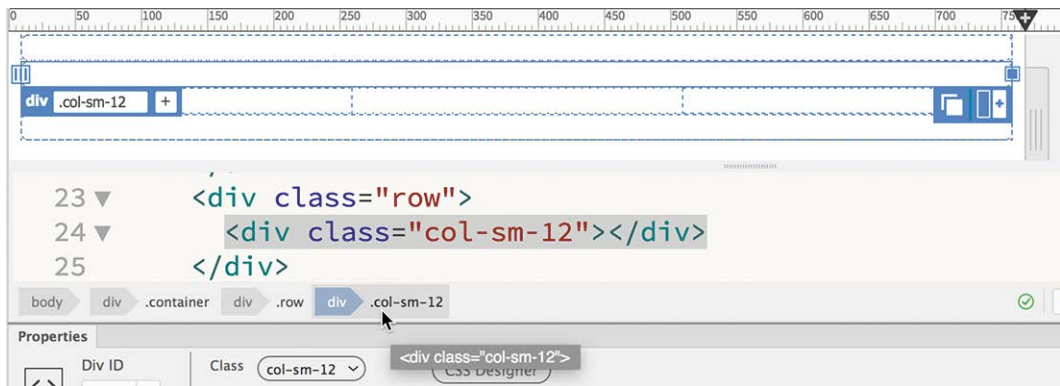 0 50 100 150 200 250 300 350 400 450 500 550 600 650 700 75
div .col-sm-12 +
23 ▼ <div class="row">
24 ▼ <div class="col-sm-12"></div>
25 </div>
body div .container div .row div .col-sm-12
Properties
<div class="col-sm-12">
Div ID Class col-sm-12 CSS Designer